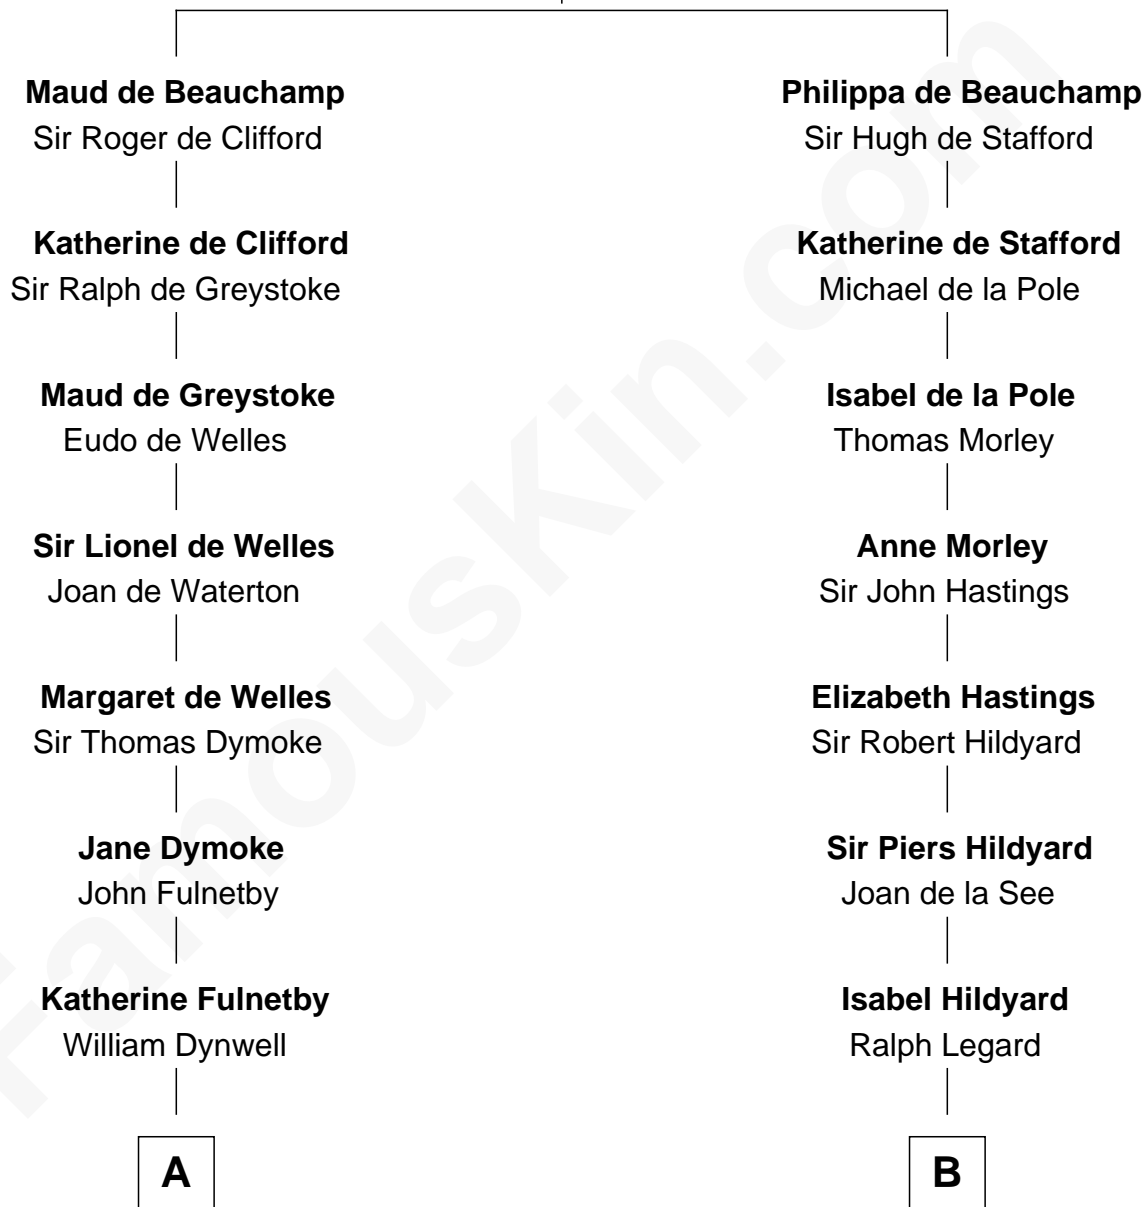 Maud de Beauchamp
Sir Roger de Clifford
Katherine de Clifford
Sir Ralph de Greystoke
Maud de Greystoke
Eudo de Welles
Sir Lionel de Welles
Joan de Waterton
Margaret de Welles
Sir Thomas Dymoke
Jane Dymoke
John Fulnetby
Katherine Fulnetby
William Dynwell
A
Philippa de Beauchamp
Sir Hugh de Stafford
Katherine de Stafford
Michael de la Pole
Isabel de la Pole
Thomas Morley
Anne Morley
Sir John Hastings
Elizabeth Hastings
Sir Robert Hildyard
Sir Piers Hildyard
Joan de la See
Isabel Hildyard
Ralph Legard
B
FamousKin.com